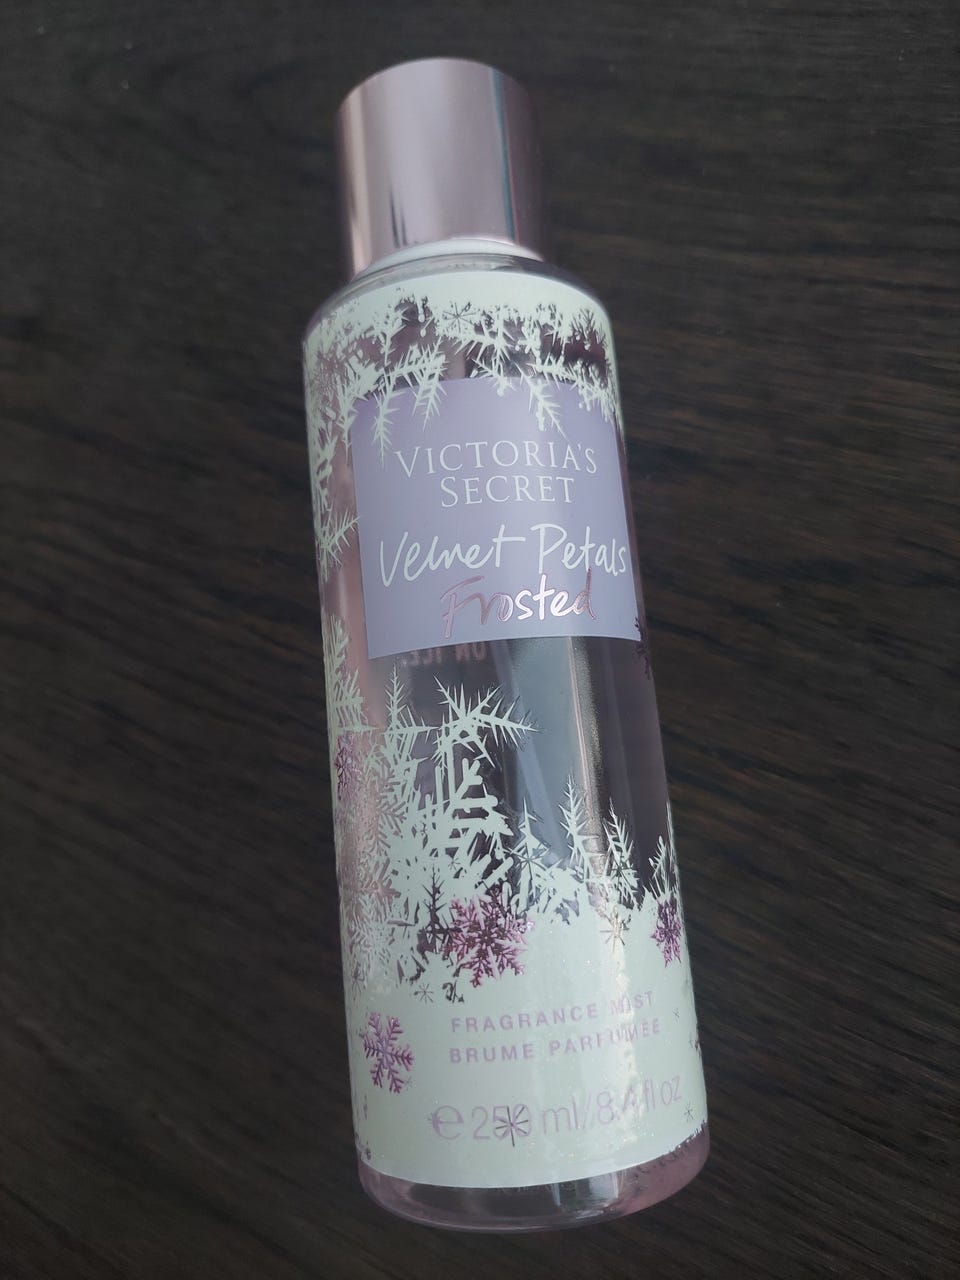 VICTORIA'S
SECRET
Velvet Petals
Frosted
FRAGRANCE MIST
BRUME PARFUMÉE
e 250 ml/8.4 fl oz